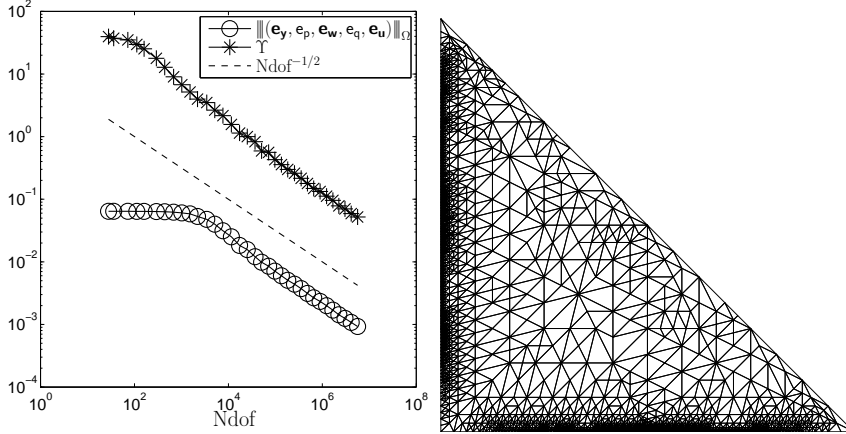 10^2
10^1
10^0
10^{-1}
10^{-2}
10^{-3}
10^{-4}
|||(e_y, e_p, e_w, e_q, e_u)|||_Ω
ϒ
Ndof^{-1/2}
10^0 10^2 10^4 10^6 10^8
Ndof